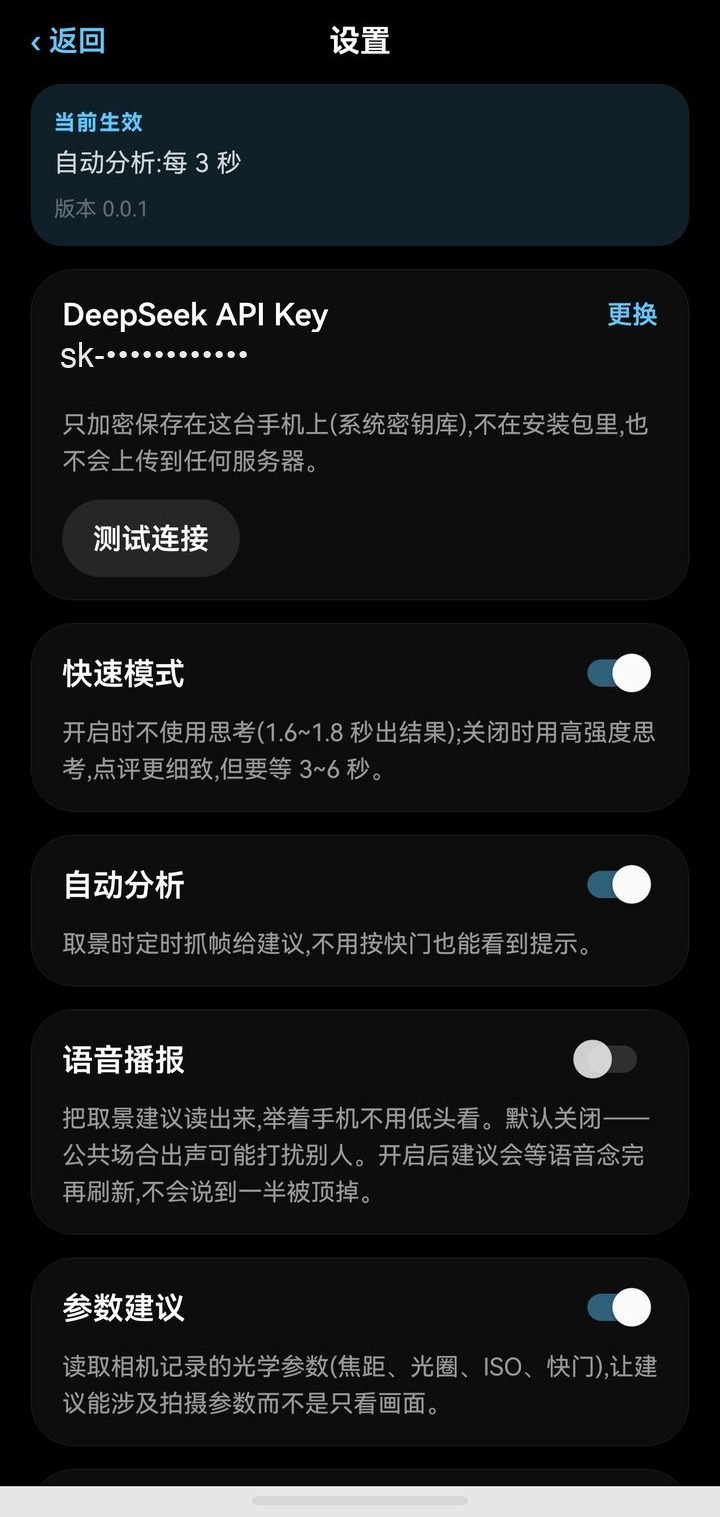 ‹ 返回
设置
当前生效
自动分析:每 3 秒
版本 0.0.1
DeepSeek API Key
更换
sk-••••••••••••
只加密保存在这台手机上(系统密钥库),不在安装包里,也
不会上传到任何服务器。
测试连接
快速模式
开启时不使用思考(1.6~1.8 秒出结果);关闭时用高强度思
考,点评更细致,但要等 3~6 秒。
自动分析
取景时定时抓帧给建议,不用按快门也能看到提示。
语音播报
把取景建议读出来,举着手机不用低头看。默认关闭——
公共场合出声可能打扰别人。开启后建议会等语音念完
再刷新,不会说到一半被顶掉。
参数建议
读取相机记录的光学参数(焦距、光圈、ISO、快门),让建
议能涉及拍摄参数而不是只看画面。